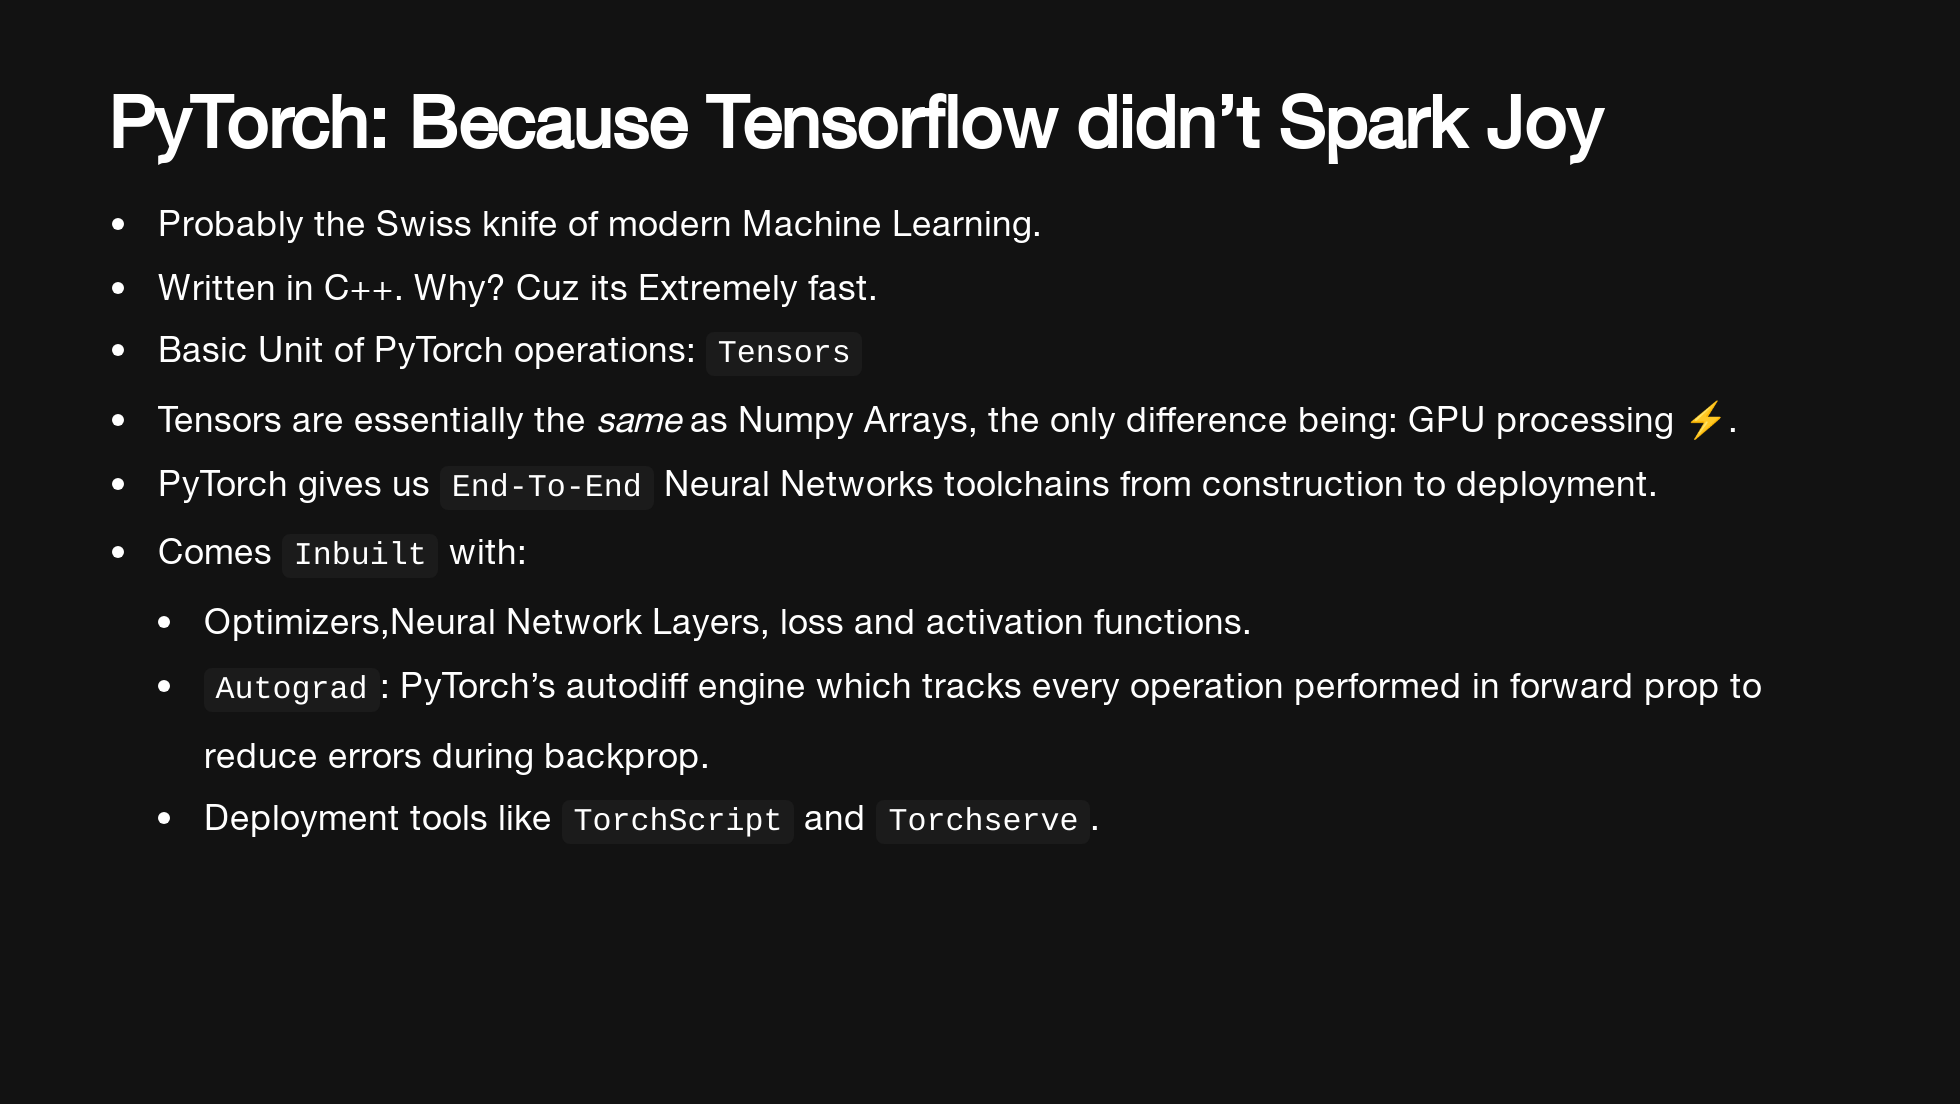 PyTorch: Because Tensorflow didn’t Spark Joy
• Probably the Swiss knife of modern Machine Learning.
• Written in C++. Why? Cuz its Extremely fast.
• Basic Unit of PyTorch operations: Tensors
• Tensors are essentially the same as Numpy Arrays, the only difference being: GPU processing ⚡.
• PyTorch gives us End-To-End Neural Networks toolchains from construction to deployment.
• Comes Inbuilt with:
• Optimizers,Neural Network Layers, loss and activation functions.
• Autograd: PyTorch’s autodiff engine which tracks every operation performed in forward prop to
reduce errors during backprop.
• Deployment tools like TorchScript and Torchserve.